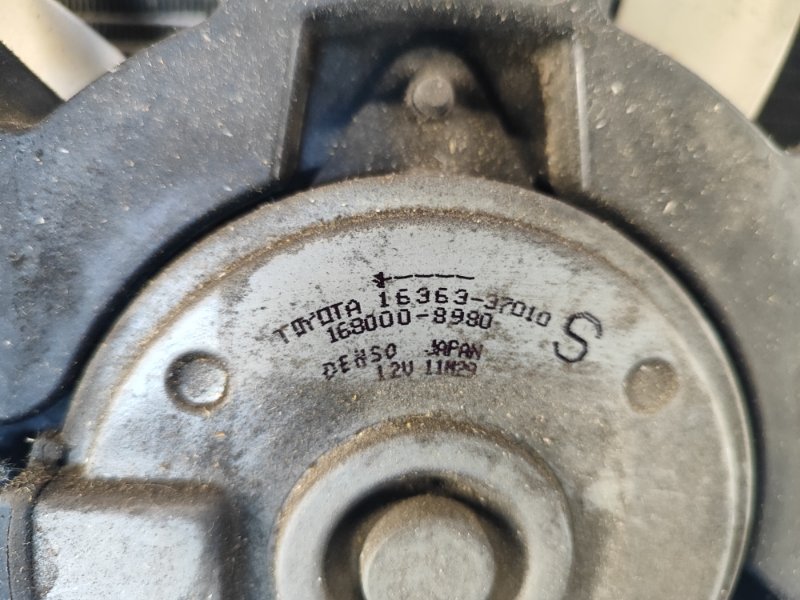 TOYOTA 16363-37010
168000-8980
S
DENSO JAPAN
12V 11M29